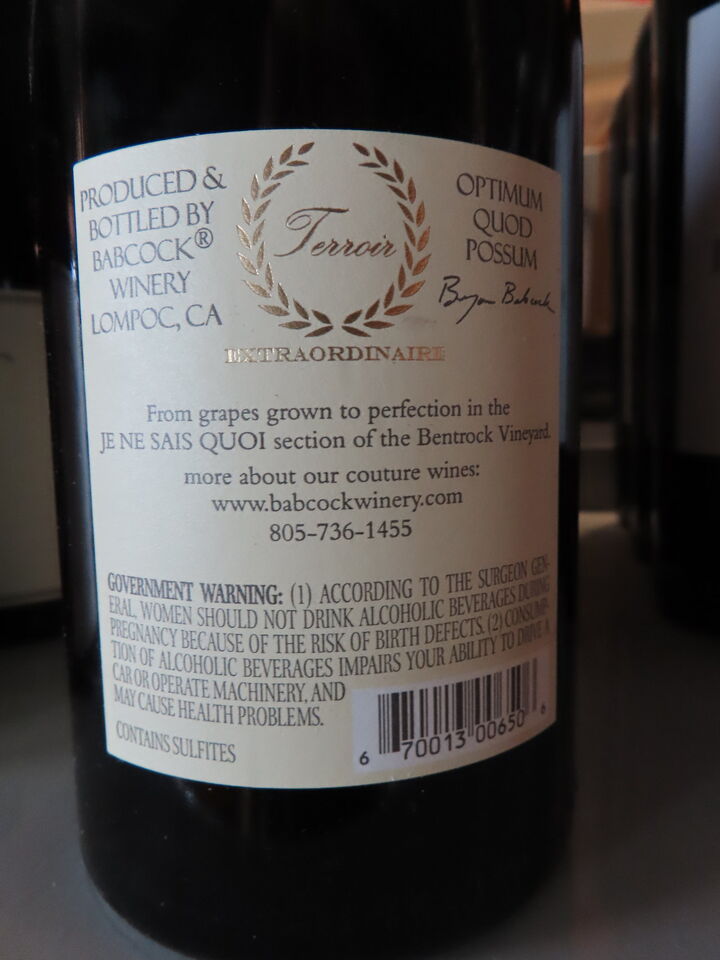 PRODUCED &
BOTTLED BY
BABCOCK®
WINERY
LOMPOC, CA
Terroir
EXTRAORDINAIRE
OPTIMUM
QUOD
POSSUM
Bryan Babcock
From grapes grown to perfection in the
JE NE SAIS QUOI section of the Bentrock Vineyard.
more about our couture wines:
www.babcockwinery.com
805-736-1455
GOVERNMENT WARNING: (1) ACCORDING TO THE SURGEON GEN-
ERAL, WOMEN SHOULD NOT DRINK ALCOHOLIC BEVERAGES DURING
PREGNANCY BECAUSE OF THE RISK OF BIRTH DEFECTS. (2) CONSUMP-
TION OF ALCOHOLIC BEVERAGES IMPAIRS YOUR ABILITY TO DRIVE A
CAR OR OPERATE MACHINERY, AND
MAY CAUSE HEALTH PROBLEMS.
CONTAINS SULFITES
6 70013 00650 6